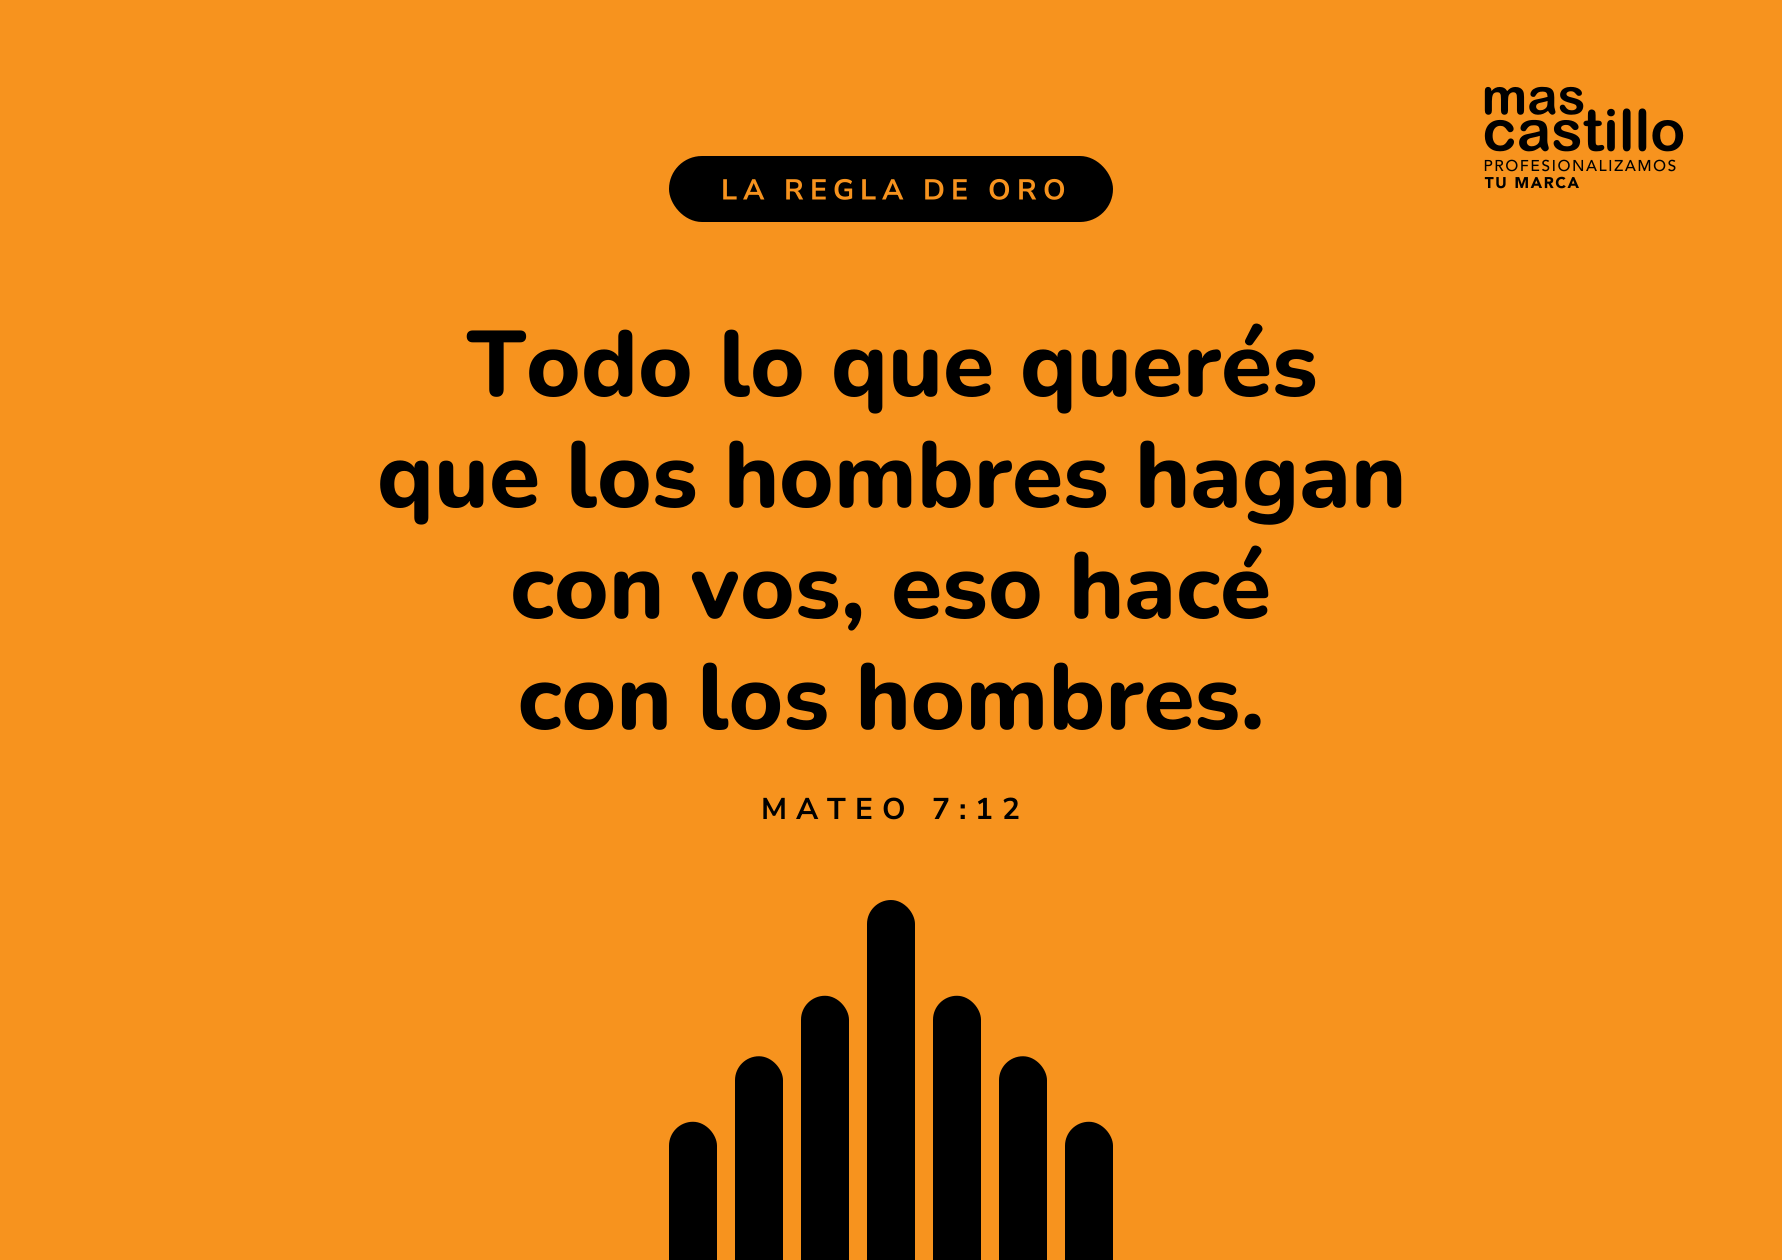 mas
castillo
PROFESIONALIZAMOS
TU MARCA
LA REGLA DE ORO
Todo lo que querés
que los hombres hagan
con vos, eso hacé
con los hombres.
MATEO 7:12